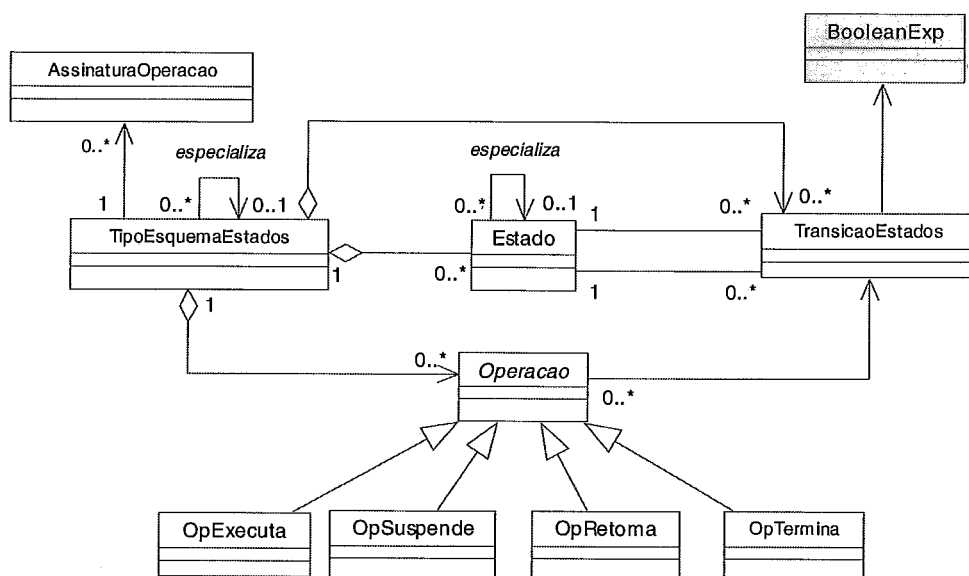 BooleanExp
AssinaturaOperacao
0..*
especializa
especializa
1
0..*
0..1
0..*
0..1
1
0..*
0..*
TipoEsquemaEstados
Estado
TransicaoEstados
1
0..*
1
0..*
1
0..*
Operacao
0..*
OpExecuta
OpSuspende
OpRetoma
OpTermina